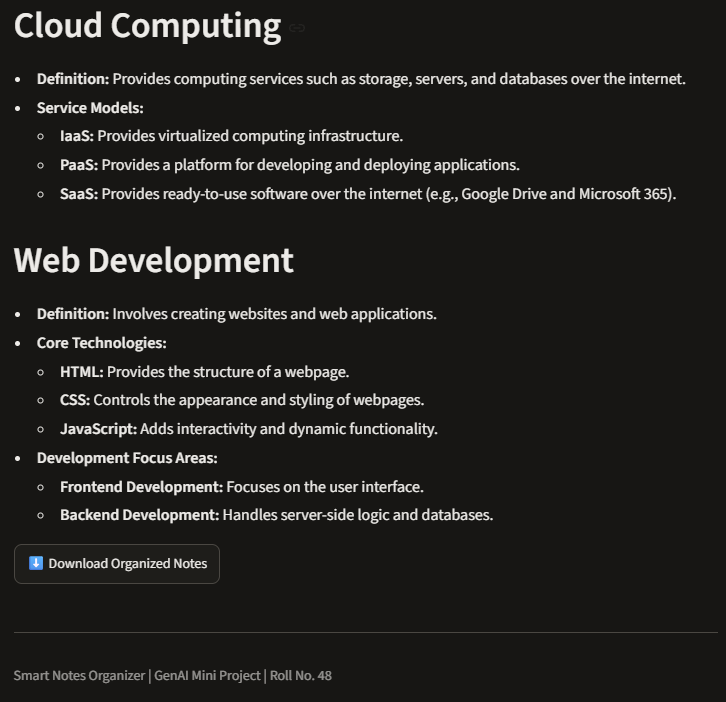 Cloud Computing
• Definition: Provides computing services such as storage, servers, and databases over the internet.
• Service Models:
◦ IaaS: Provides virtualized computing infrastructure.
◦ PaaS: Provides a platform for developing and deploying applications.
◦ SaaS: Provides ready-to-use software over the internet (e.g., Google Drive and Microsoft 365).
Web Development
• Definition: Involves creating websites and web applications.
• Core Technologies:
◦ HTML: Provides the structure of a webpage.
◦ CSS: Controls the appearance and styling of webpages.
◦ JavaScript: Adds interactivity and dynamic functionality.
• Development Focus Areas:
◦ Frontend Development: Focuses on the user interface.
◦ Backend Development: Handles server-side logic and databases.
⬇️ Download Organized Notes
Smart Notes Organizer | GenAI Mini Project | Roll No. 48